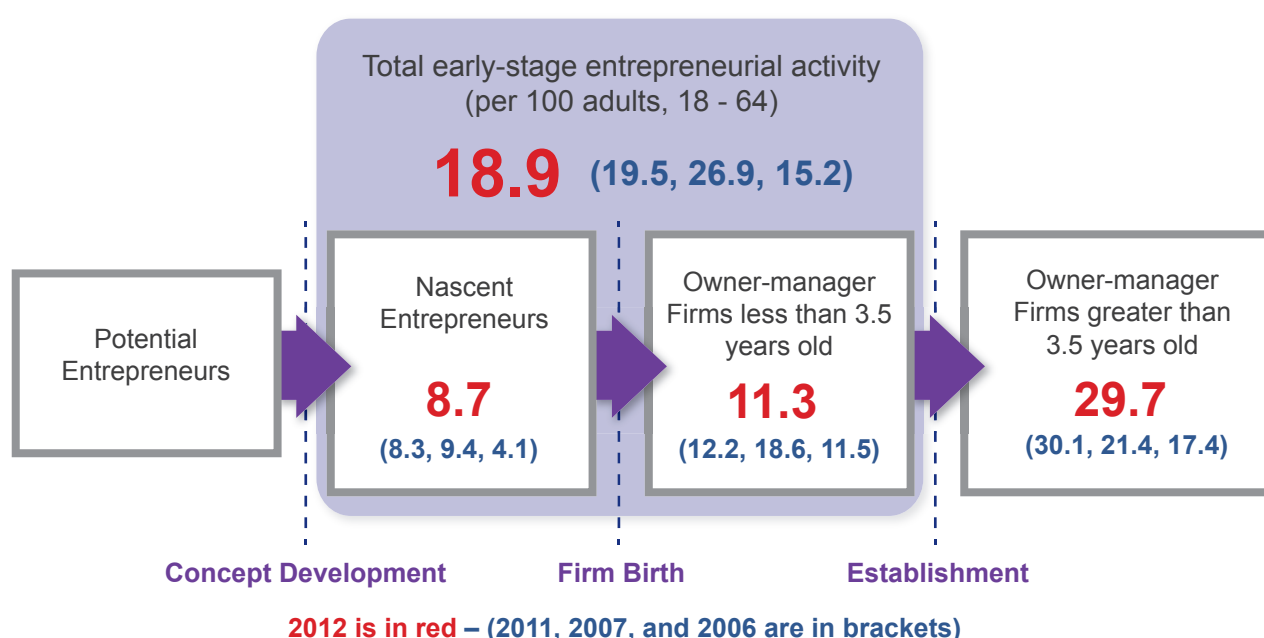 Total early-stage entrepreneurial activity
(per 100 adults, 18 - 64)
18.9 (19.5, 26.9, 15.2)
Potential
Entrepreneurs
Nascent
Entrepreneurs
8.7
(8.3, 9.4, 4.1)
Owner-manager
Firms less than 3.5
years old
11.3
(12.2, 18.6, 11.5)
Owner-manager
Firms greater than
3.5 years old
29.7
(30.1, 21.4, 17.4)
Concept Development
Firm Birth
Establishment
2012 is in red – (2011, 2007, and 2006 are in brackets)